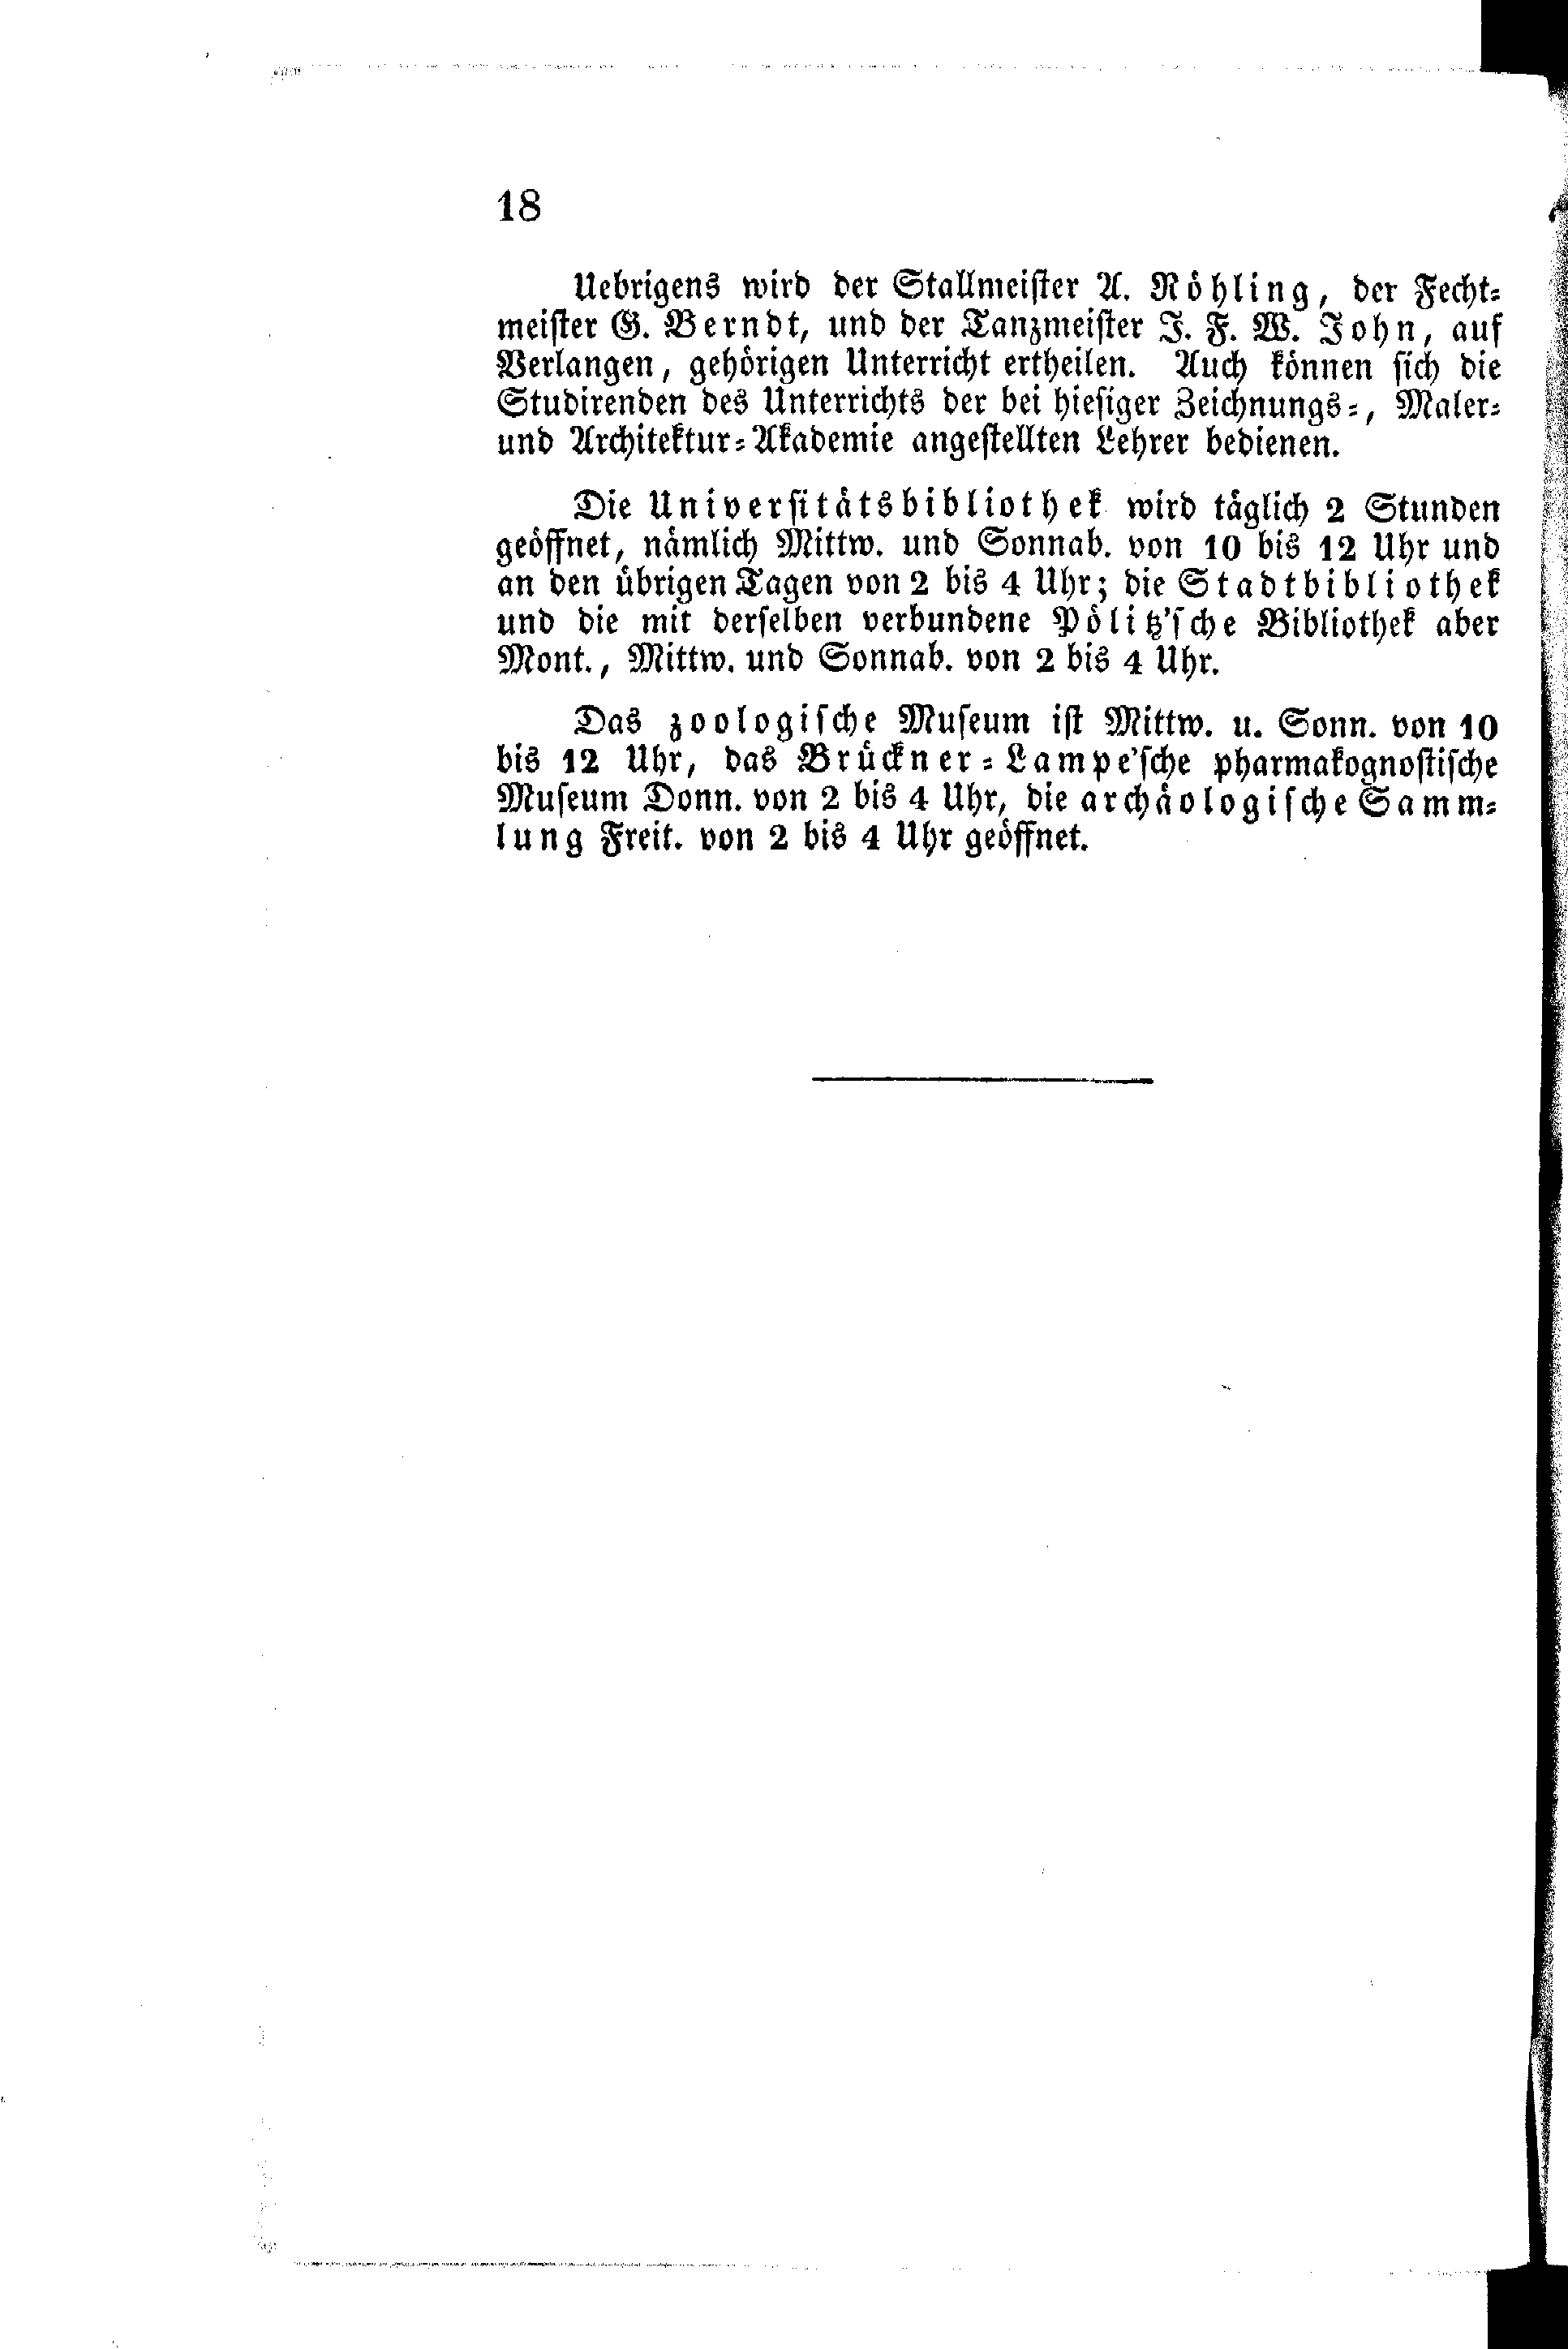 18
Uebrigens wird der Stallmeister A. Röhling, der Fecht-
meister G. Berndt, und der Tanzmeister J. F. W. John, auf
Verlangen, gehörigen Unterricht ertheilen. Auch können sich die
Studirenden des Unterrichts der bei hiesiger Zeichnungs-, Maler-
und Architektur-Akademie angestellten Lehrer bedienen.
Die Universitätsbibliothek wird täglich 2 Stunden
geöffnet, nämlich Mittw. und Sonnab. von 10 bis 12 Uhr und
an den übrigen Tagen von 2 bis 4 Uhr; die Stadtbibliothek
und die mit derselben verbundene Pölitz'sche Bibliothek aber
Mont., Mittw. und Sonnab. von 2 bis 4 Uhr.
Das zoologische Museum ist Mittw. u. Sonn. von 10
bis 12 Uhr, das Brückner-Lampe'sche pharmakognostische
Museum Donn. von 2 bis 4 Uhr, die archäologische Samm-
lung Freit. von 2 bis 4 Uhr geöffnet.